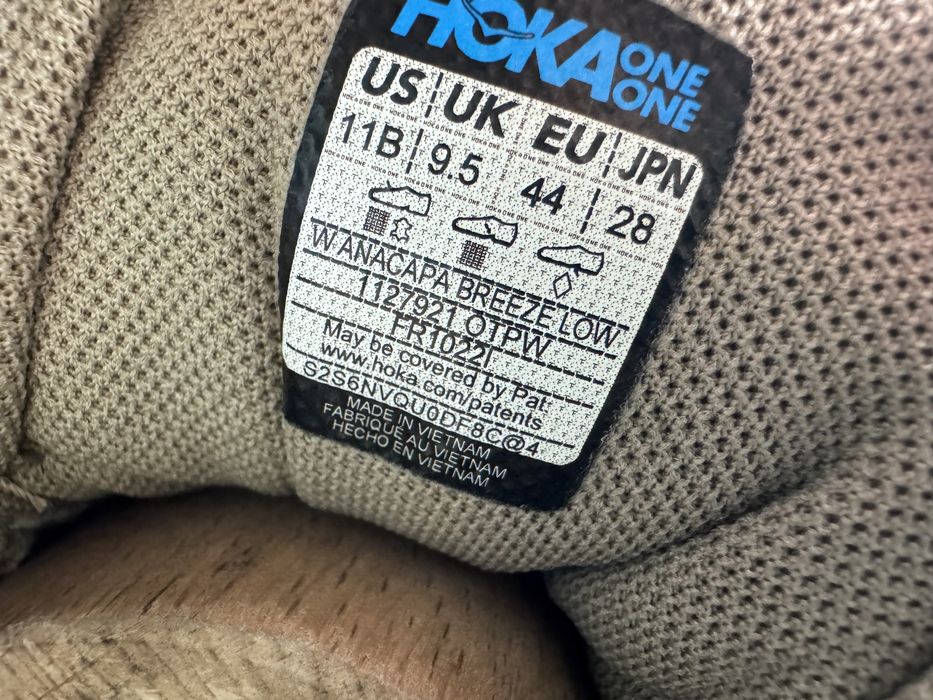 HOKA ONE ONE
US UK EU JPN
11B 9.5 44 28
W ANACAPA BREEZE LOW
1127921 OTPW
FR1022I
May be covered by Pat.
www.hoka.com/patents
S2S6NVQU0DF8C@4
MADE IN VIETNAM
FABRIQUÉ AU VIETNAM
HECHO EN VIETNAM